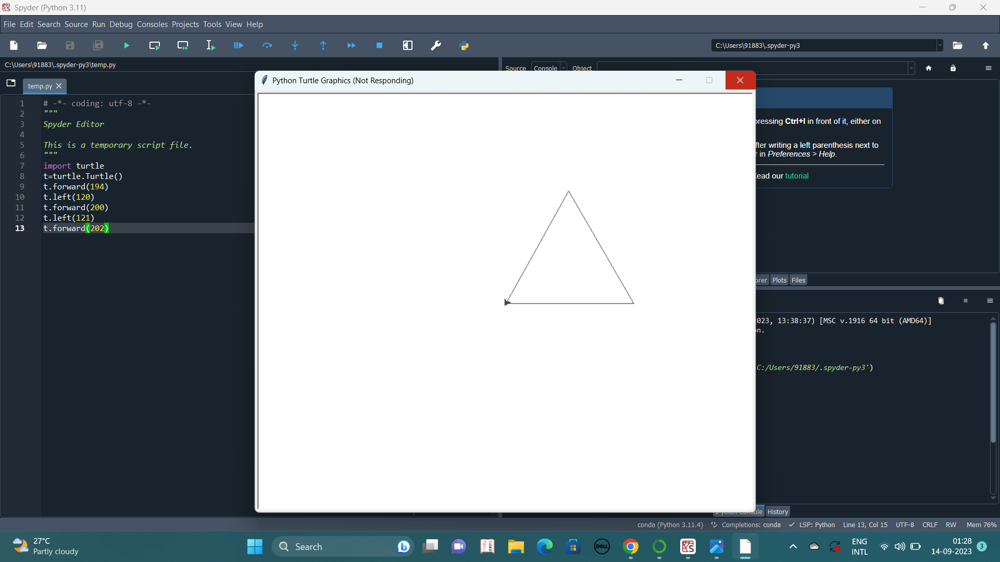 Spyder (Python 3.11)
File Edit Search Source Run Debug Consoles Projects Tools View Help
C:\Users\91883\.spyder-py3
C:\Users\91883\.spyder-py3\temp.py
Source Console Object
temp.py
Python Turtle Graphics (Not Responding)
1 # -*- coding: utf-8 -*-
2 """
3 Spyder Editor
4
5 This is a temporary script file.
6 """
7 import turtle
8 t=turtle.Turtle()
9 t.forward(194)
10 t.left(120)
11 t.forward(200)
12 t.left(121)
13 t.forward(202)
ressing Ctrl+I in front of it, either on
fter writing a left parenthesis next to
in Preferences > Help.
ead our tutorial
orer Plots Files
023, 13:38:37) [MSC v.1916 64 bit (AMD64)]
n.
C:/Users/91883/.spyder-py3')
IPython Console History
conda (Python 3.11.4) Completions: conda LSP: Python Line 13, Col 15 UTF-8 CRLF RW Mem 76%
27°C
Partly cloudy
Search
Tally
ERP9
DELL
ENG
INTL
01:28
14-09-2023
3